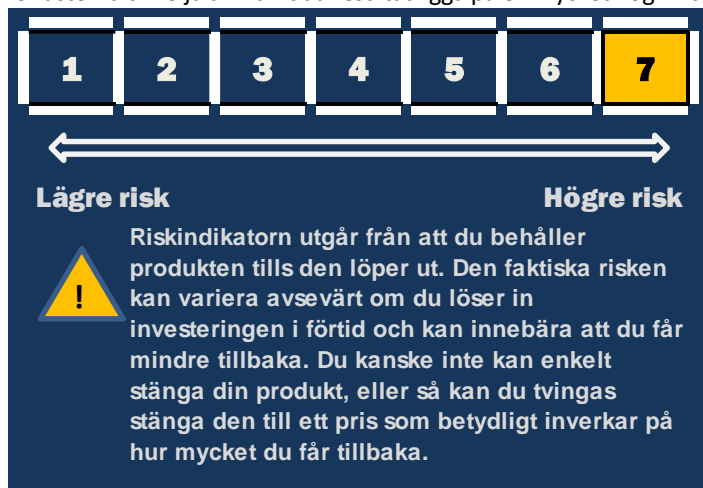 1 2 3 4 5 6 7
Lägre risk Högre risk
Riskindikatorn utgår från att du behåller
produkten tills den löper ut. Den faktiska risken
! kan variera avsevärt om du löser in
investeringen i förtid och kan innebära att du får
mindre tillbaka. Du kanske inte kan enkelt
stänga din produkt, eller så kan du tvingas
stänga den till ett pris som betydligt inverkar på
hur mycket du får tillbaka.